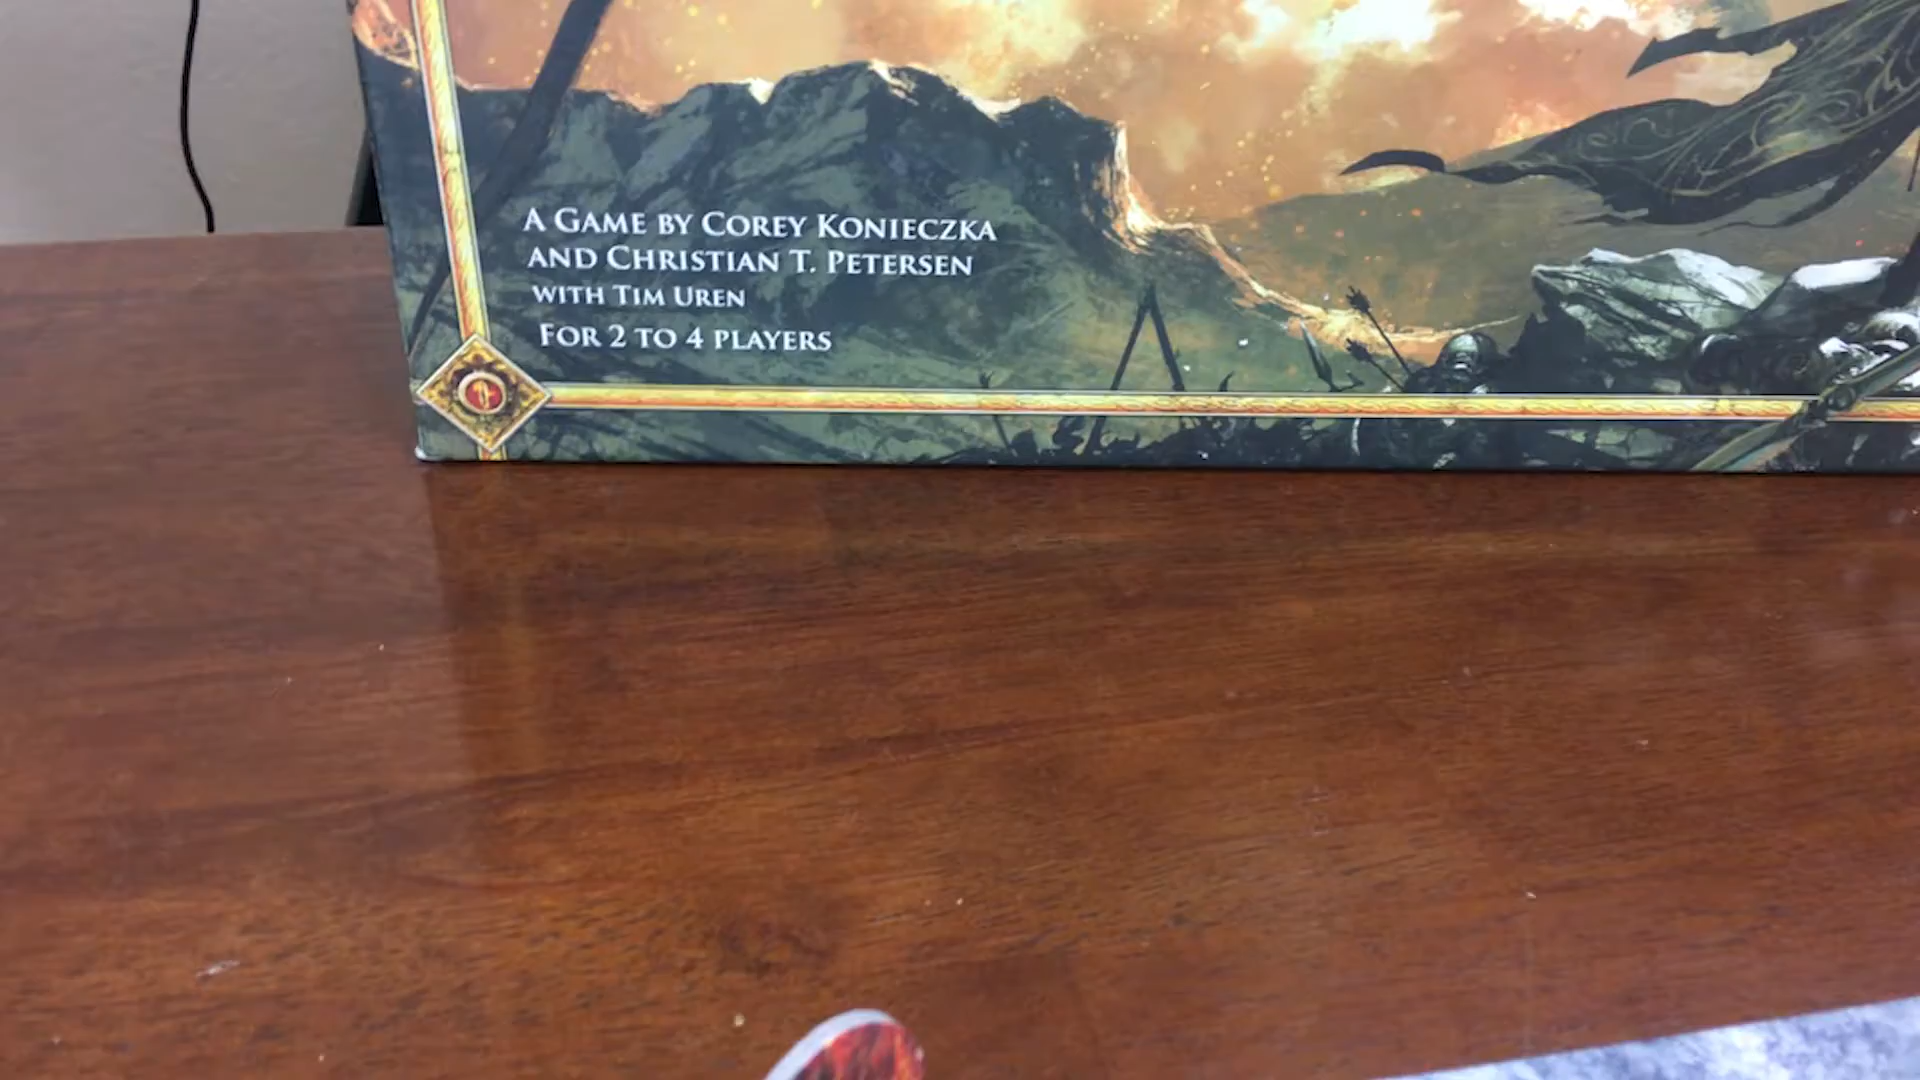 A GAME BY COREY KONIECZKA
AND CHRISTIAN T. PETERSEN
WITH TIM UREN
FOR 2 TO 4 PLAYERS